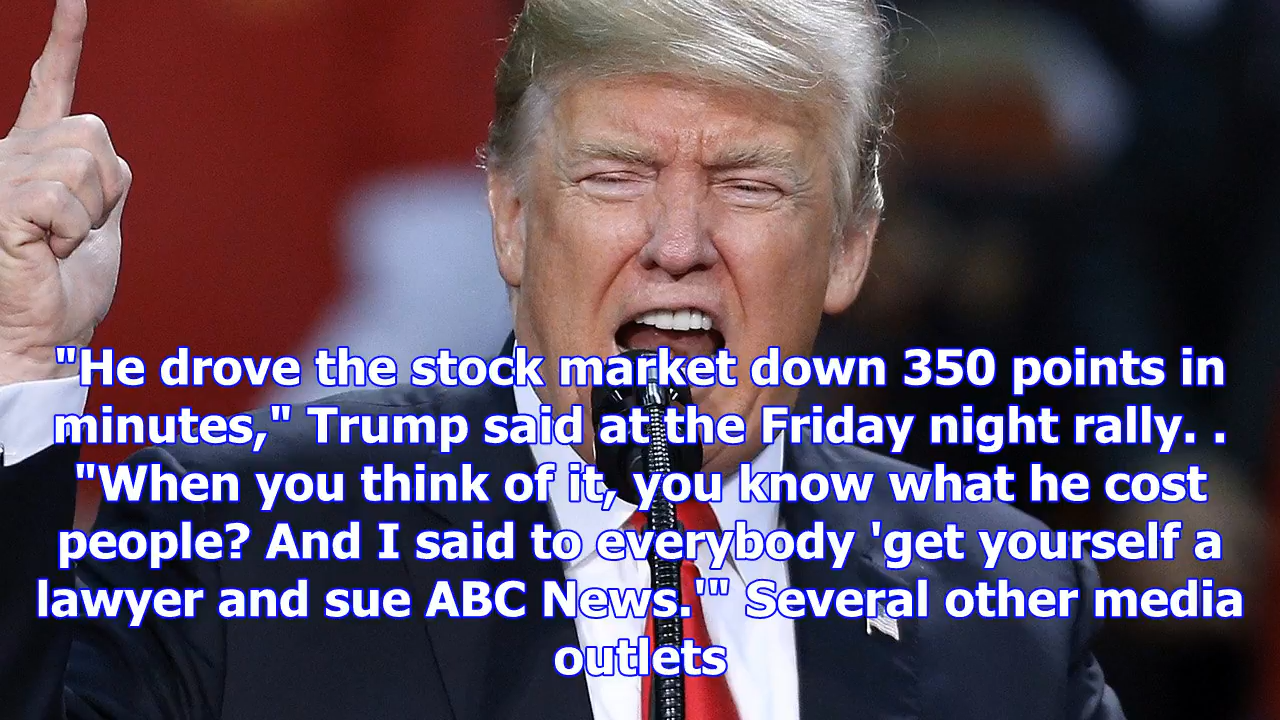 "He drove the stock market down 350 points in
minutes," Trump said at the Friday night rally. .
"When you think of it, you know what he cost
people? And I said to everybody 'get yourself a
lawyer and sue ABC News.'" Several other media
outlets